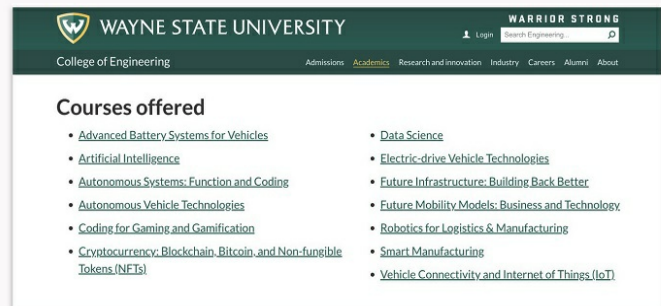 WAYNE STATE UNIVERSITY
WARRIOR STRONG
Login
Search Engineering...
College of Engineering
Admissions Academics Research and innovation Industry Careers Alumni About
Courses offered
• Advanced Battery Systems for Vehicles
• Artificial Intelligence
• Autonomous Systems: Function and Coding
• Autonomous Vehicle Technologies
• Coding for Gaming and Gamification
• Cryptocurrency: Blockchain, Bitcoin, and Non-fungible
Tokens (NFTs)
• Data Science
• Electric-drive Vehicle Technologies
• Future Infrastructure: Building Back Better
• Future Mobility Models: Business and Technology
• Robotics for Logistics & Manufacturing
• Smart Manufacturing
• Vehicle Connectivity and Internet of Things (IoT)